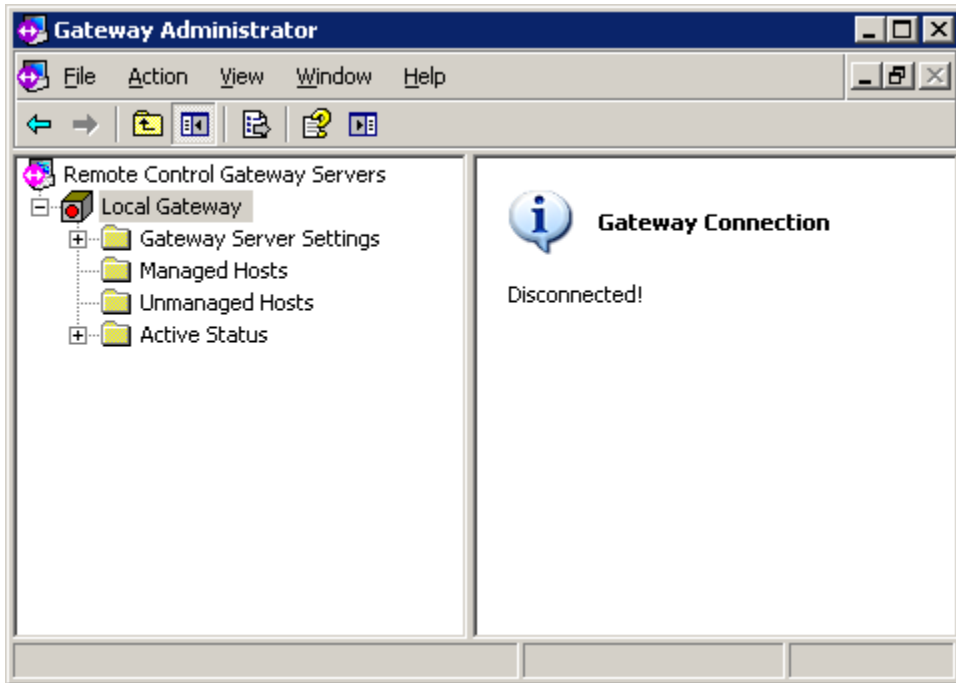 Gateway Administrator
File Action View Window Help
Remote Control Gateway Servers
Local Gateway
Gateway Server Settings
Managed Hosts
Unmanaged Hosts
Active Status
Gateway Connection
Disconnected!